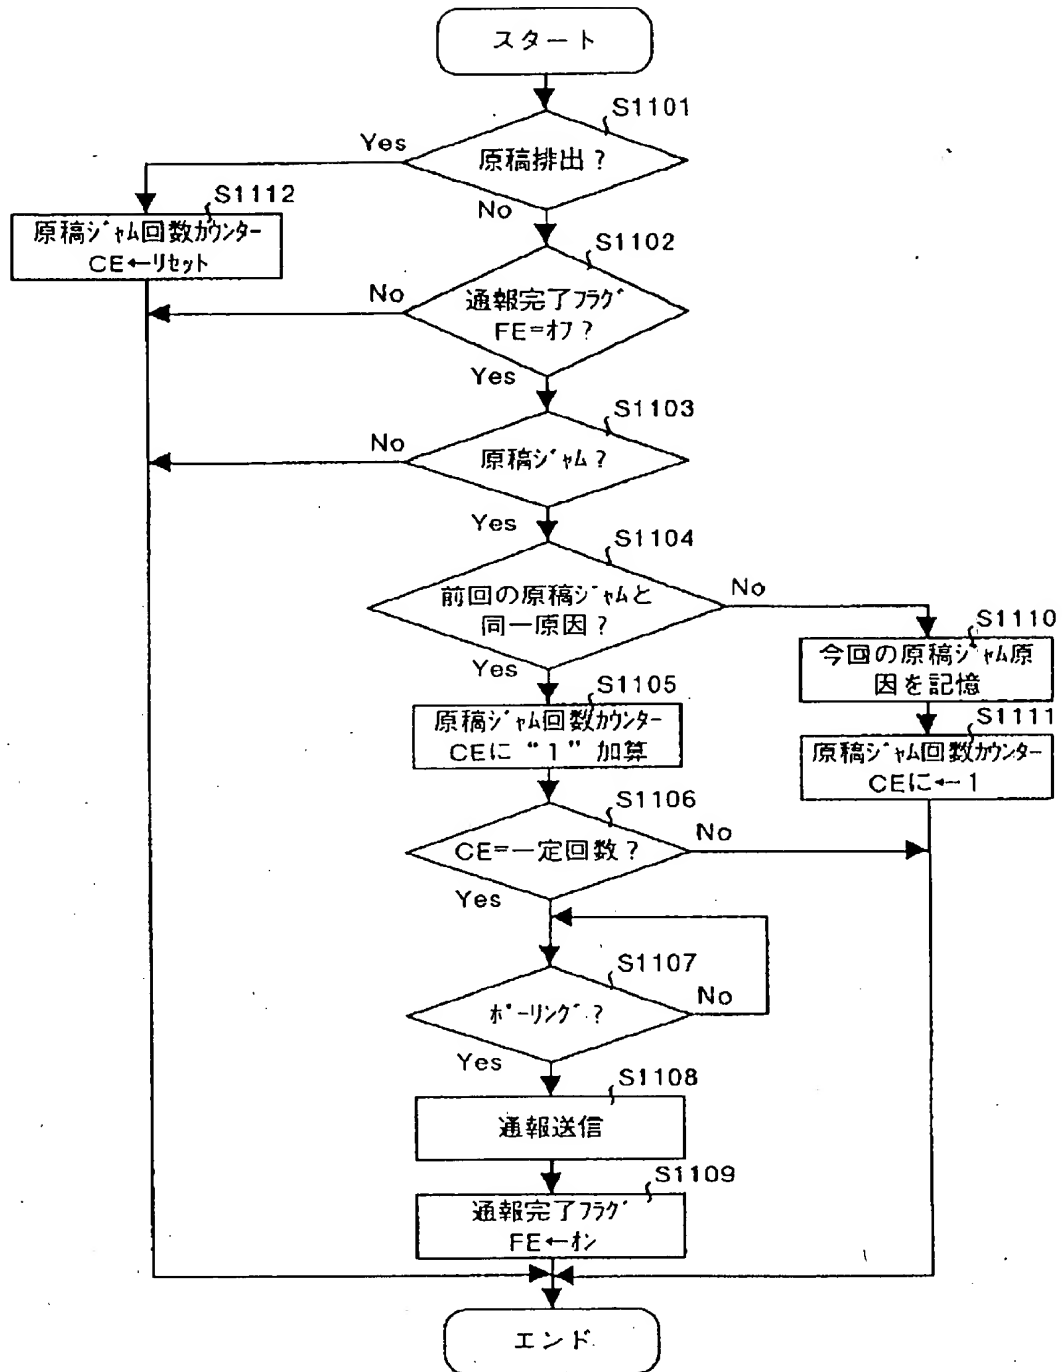 スタート
S1101
Yes
原稿排出?
No
S1112
原稿ジャム回数カウンター
CE←リセット
S1102
No
通報完了フラグ
FE=オフ?
Yes
S1103
No
原稿ジャム?
Yes
S1104
前回の原稿ジャムと
同一原因?
No
Yes
S1110
今回の原稿ジャム原
因を記憶
S1105
原稿ジャム回数カウンター
CEに“1”加算
S1111
原稿ジャム回数カウンター
CEに←1
S1106
CE=一定回数?
No
Yes
S1107
ポーリング?
No
Yes
S1108
通報送信
S1109
通報完了フラグ
FE←オン
エンド